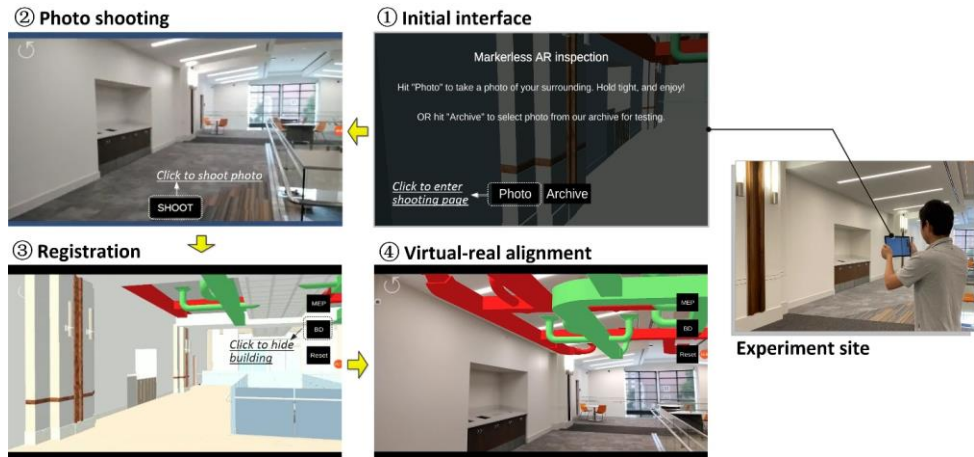 ② Photo shooting
① Initial interface
Markerless AR inspection
Hit "Photo" to take a photo of your surrounding. Hold tight, and enjoy!
OR hit "Archive" to select photo from our archive for testing.
Click to enter
shooting page
Photo
Archive
Click to shoot photo
SHOOT
③ Registration
MEP
BD
Reset
Click to hide
building
④ Virtual-real alignment
MEP
BD
Reset
Experiment site